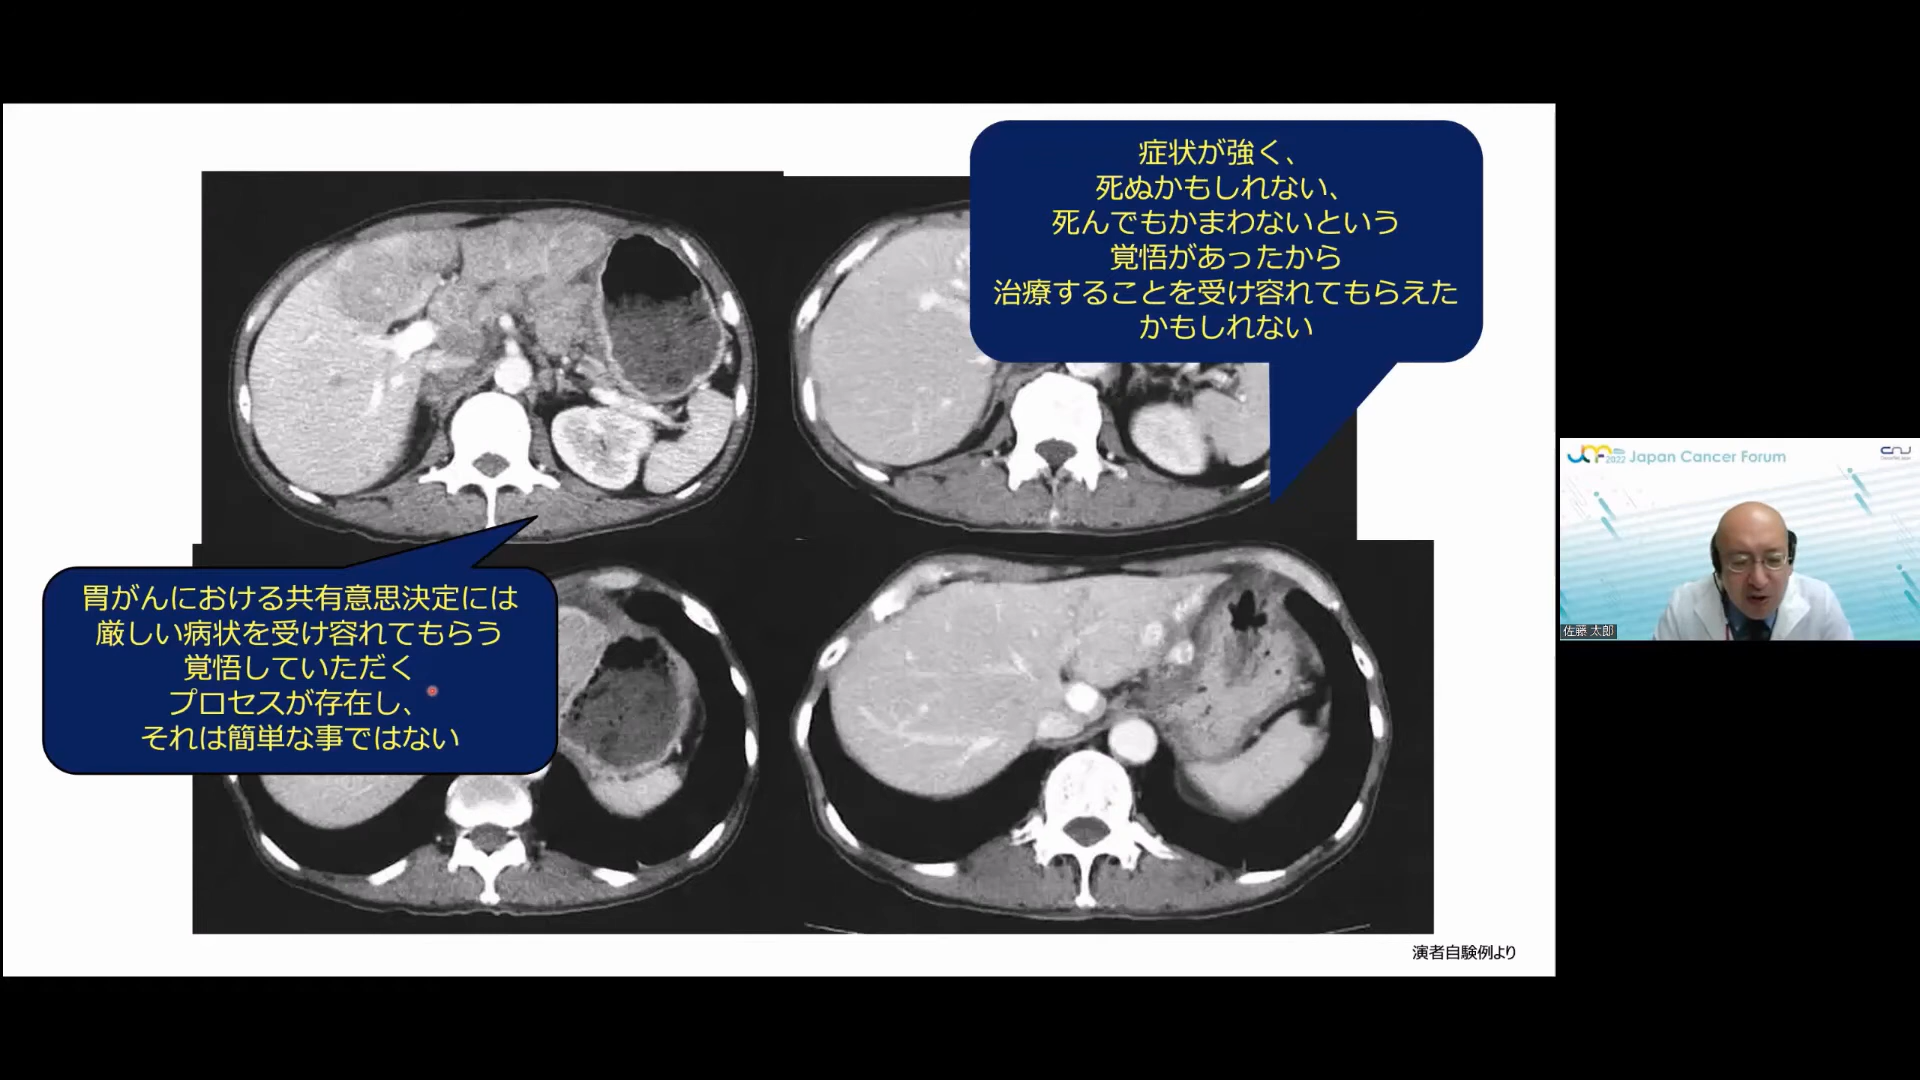 症状が強く、
死ぬかもしれない、
死んでもかまわないという
覚悟があったから
治療することを受け容れてもらえた
かもしれない
胃がんにおける共有意思決定には
厳しい病状を受け容れてもらう
覚悟していただく
プロセスが存在し、
それは簡単な事ではない
演者自験例より
2022 Japan Cancer Forum
佐藤 太郎